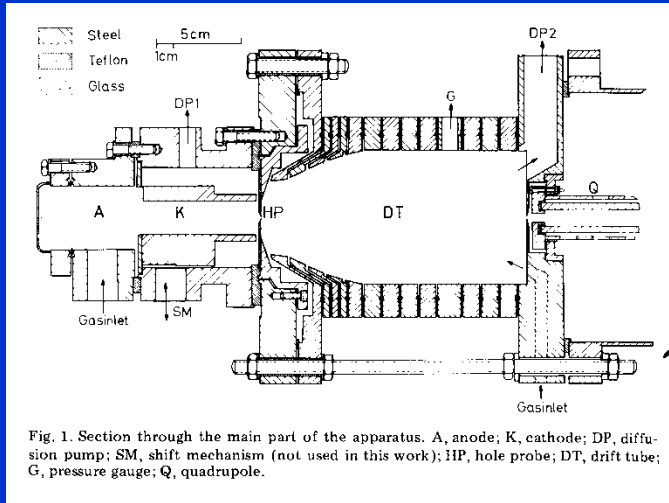 Steel
5cm
1cm
Teflon
Glass
DP2
DP1
G
A
K
HP
DT
Q
Gasinlet
SM
Gasinlet
Fig. 1. Section through the main part of the apparatus. A, anode; K, cathode; DP, diffu-
sion pump; SM, shift mechanism (not used in this work); HP, hole probe; DT, drift tube;
G, pressure gauge; Q, quadrupole.